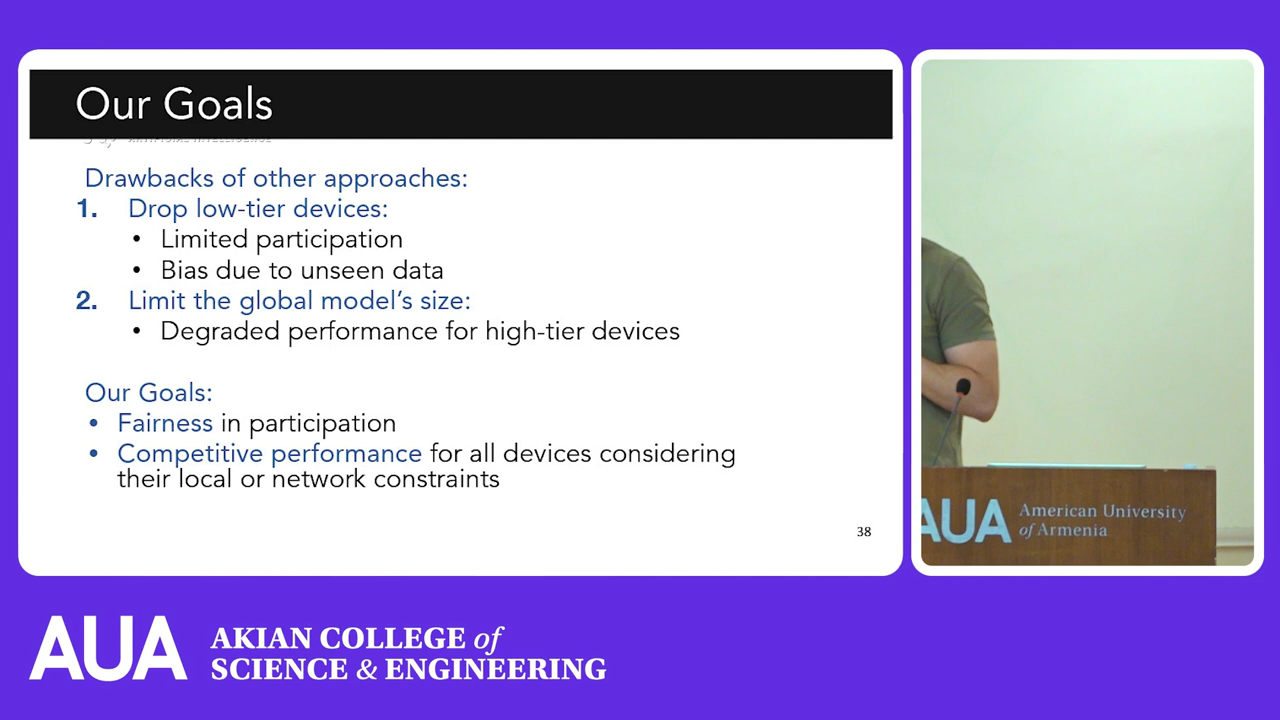 Our Goals
Drawbacks of other approaches:
1. Drop low-tier devices:
• Limited participation
• Bias due to unseen data
2. Limit the global model's size:
• Degraded performance for high-tier devices
Our Goals:
• Fairness in participation
• Competitive performance for all devices considering
their local or network constraints
38
AUA
American University
of Armenia
AUA
AKIAN COLLEGE of
SCIENCE & ENGINEERING